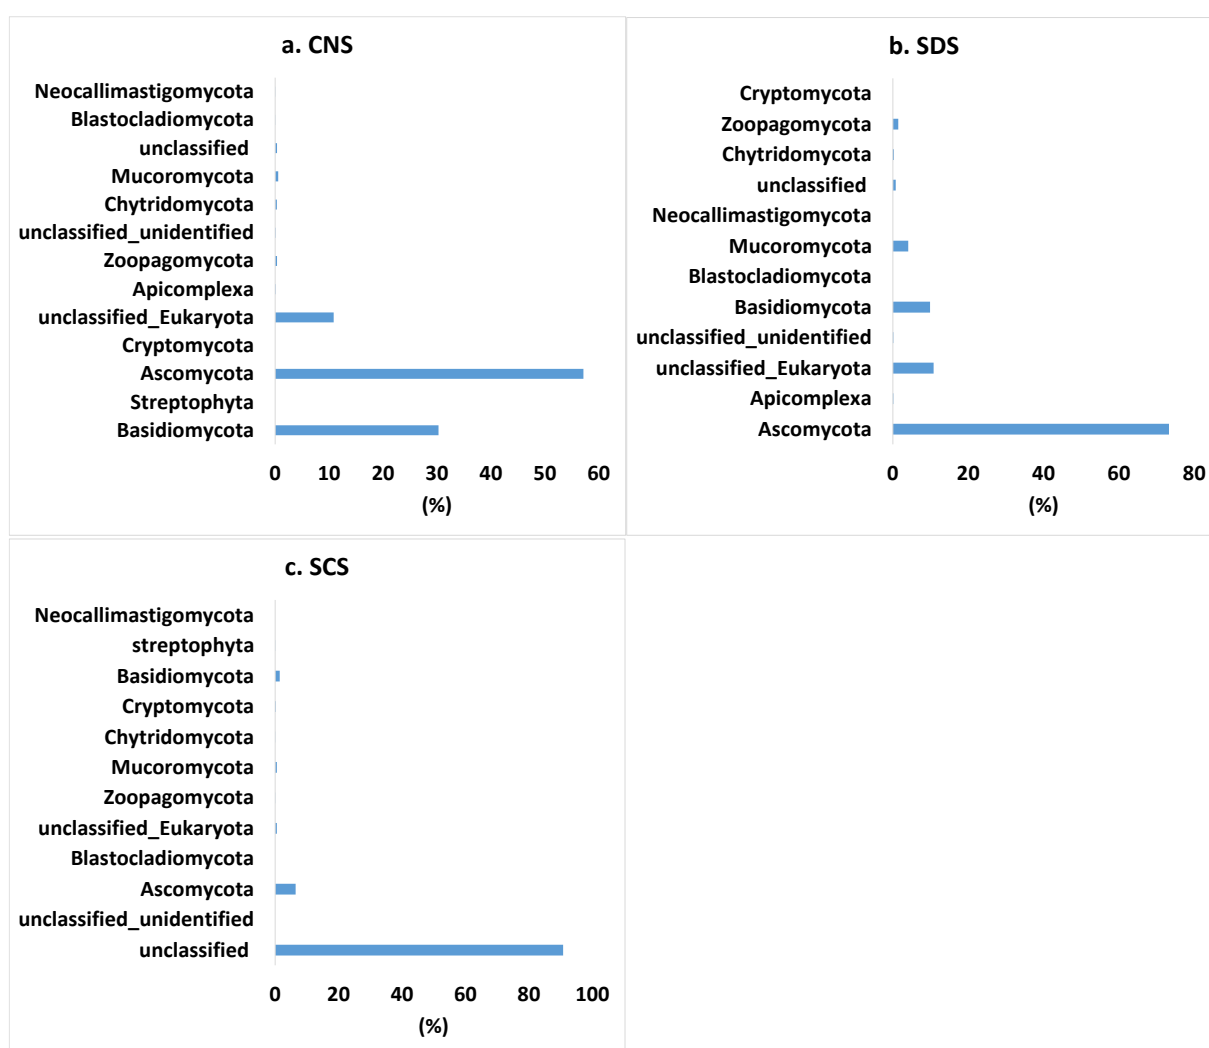 a. CNS
Neocallimastigomycota
Blastocladiomycota
unclassified
Mucoromycota
Chytridomycota
unclassified_unidentified
Zoopagomycota
Apicomplexa
unclassified_Eukaryota
Cryptomycota
Ascomycota
Streptophyta
Basidiomycota
0 10 20 30 40 50 60
(%)
b. SDS
Cryptomycota
Zoopagomycota
Chytridomycota
unclassified
Neocallimastigomycota
Mucoromycota
Blastocladiomycota
Basidiomycota
unclassified_unidentified
unclassified_Eukaryota
Apicomplexa
Ascomycota
0 20 40 60 80
(%)
c. SCS
Neocallimastigomycota
streptophyta
Basidiomycota
Cryptomycota
Chytridomycota
Mucoromycota
Zoopagomycota
unclassified_Eukaryota
Blastocladiomycota
Ascomycota
unclassified_unidentified
unclassified
0 20 40 60 80 100
(%)